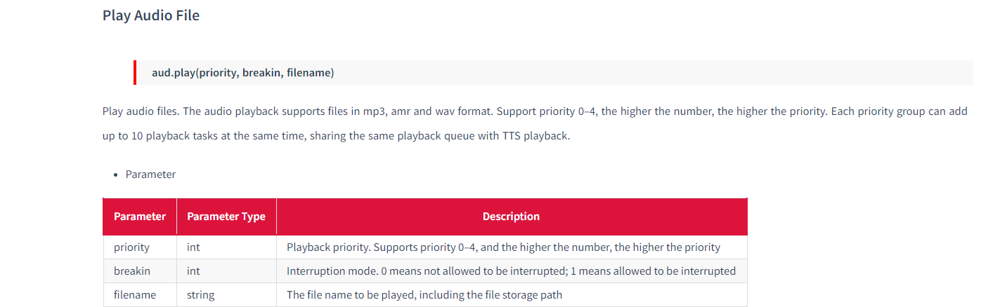 Play Audio File
aud.play(priority, breakin, filename)
Play audio files. The audio playback supports files in mp3, amr and wav format. Support priority 0–4, the higher the number, the higher the priority. Each priority group can add
up to 10 playback tasks at the same time, sharing the same playback queue with TTS playback.
• Parameter
Parameter Parameter Type Description
priority int Playback priority. Supports priority 0–4, and the higher the number, the higher the priority
breakin int Interruption mode. 0 means not allowed to be interrupted; 1 means allowed to be interrupted
filename string The file name to be played, including the file storage path